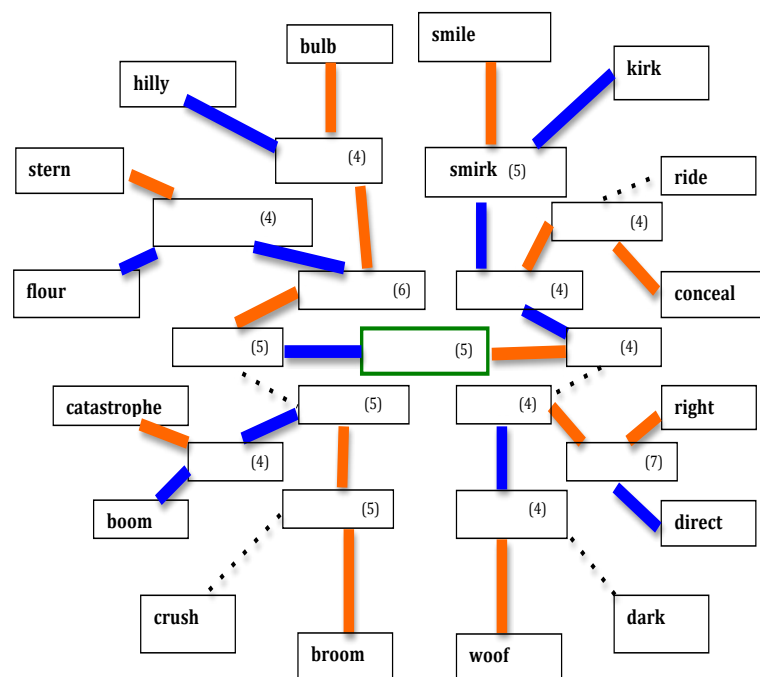 smile
bulb
kirk
hilly
(4)
smirk (5)
stern
ride
(4)
(4)
flour
(6)
(4)
conceal
(5)
(5)
(4)
catastrophe
(5)
(4)
right
(4)
(7)
boom
(5)
(4)
direct
crush
dark
broom
woof